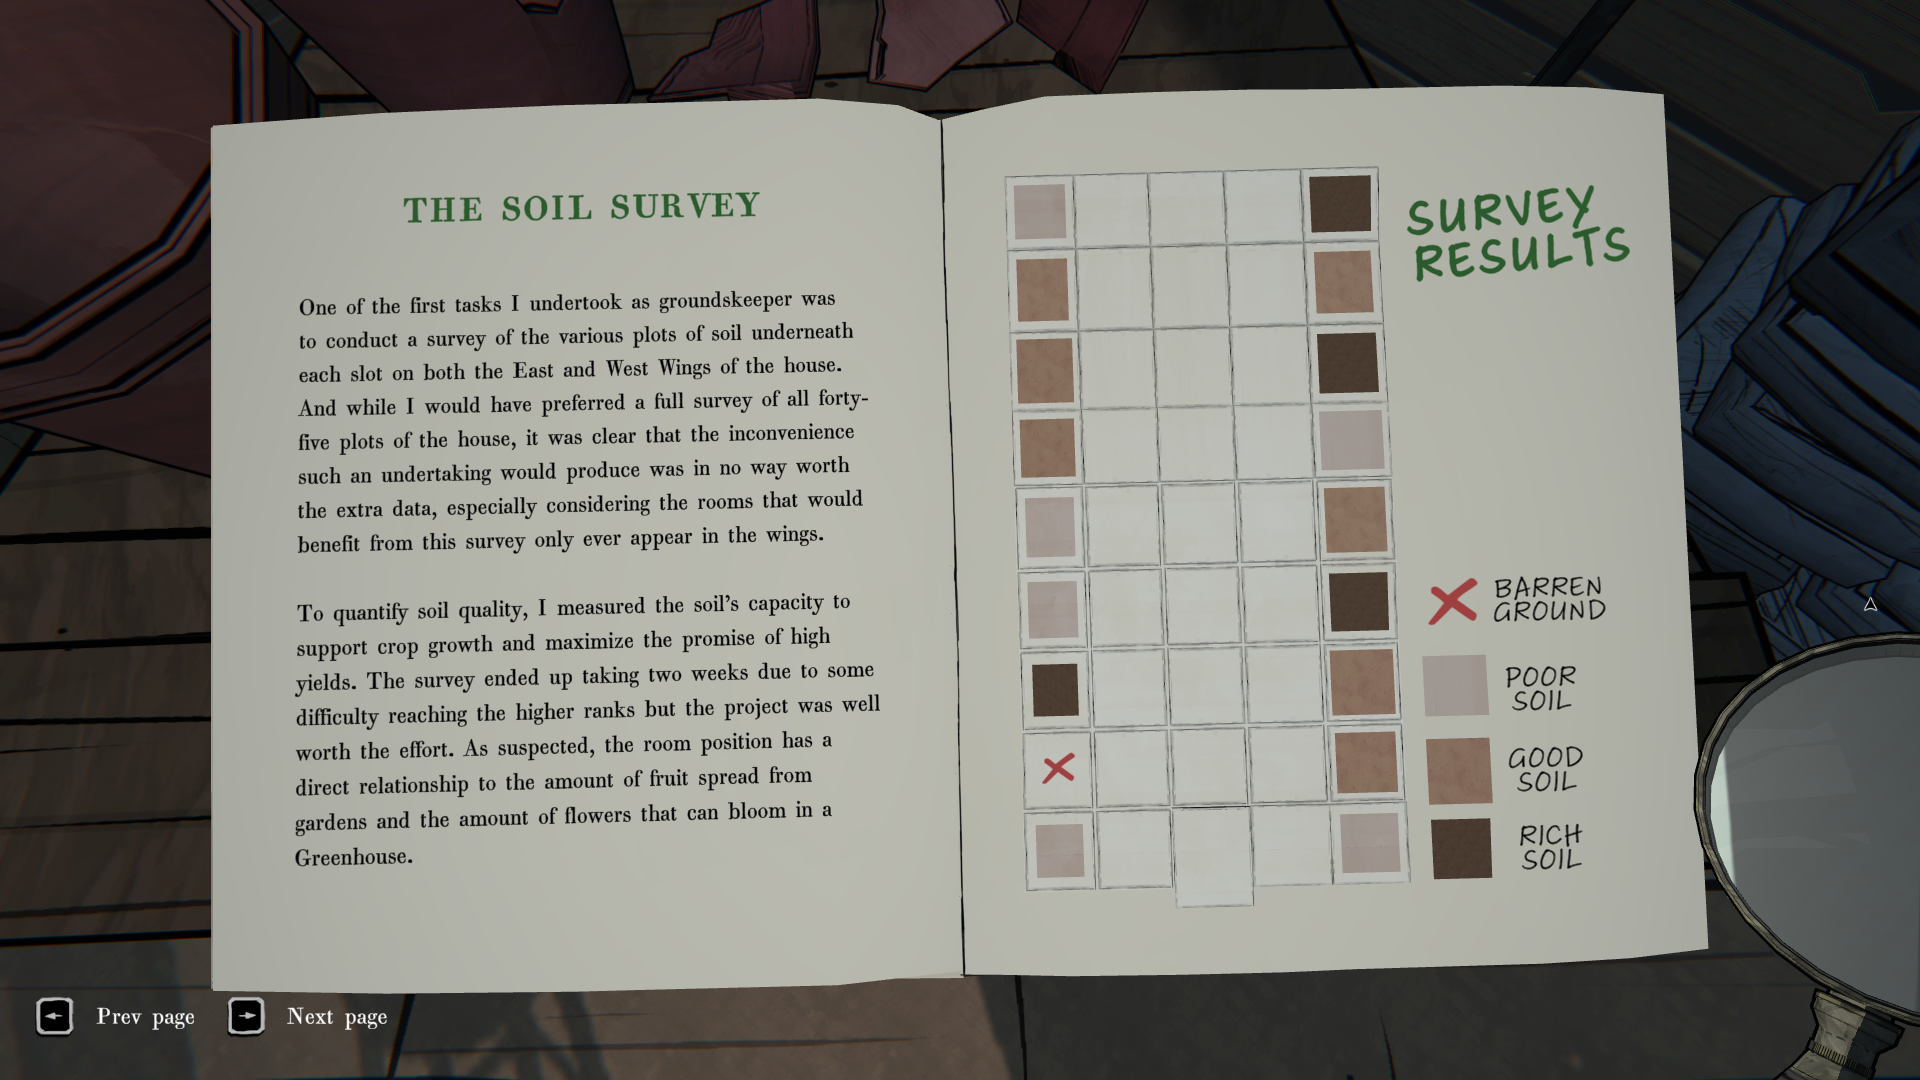 THE SOIL SURVEY
One of the first tasks I undertook as groundskeeper was
to conduct a survey of the various plots of soil underneath
each slot on both the East and West Wings of the house.
And while I would have preferred a full survey of all forty-
five plots of the house, it was clear that the inconvenience
such an undertaking would produce was in no way worth
the extra data, especially considering the rooms that would
benefit from this survey only ever appear in the wings.
To quantify soil quality, I measured the soil's capacity to
support crop growth and maximize the promise of high
yields. The survey ended up taking two weeks due to some
difficulty reaching the higher ranks but the project was well
worth the effort. As suspected, the room position has a
direct relationship to the amount of fruit spread from
gardens and the amount of flowers that can bloom in a
Greenhouse.
SURVEY
RESULTS
BARREN
GROUND
POOR
SOIL
GOOD
SOIL
RICH
SOIL
Prev page
Next page